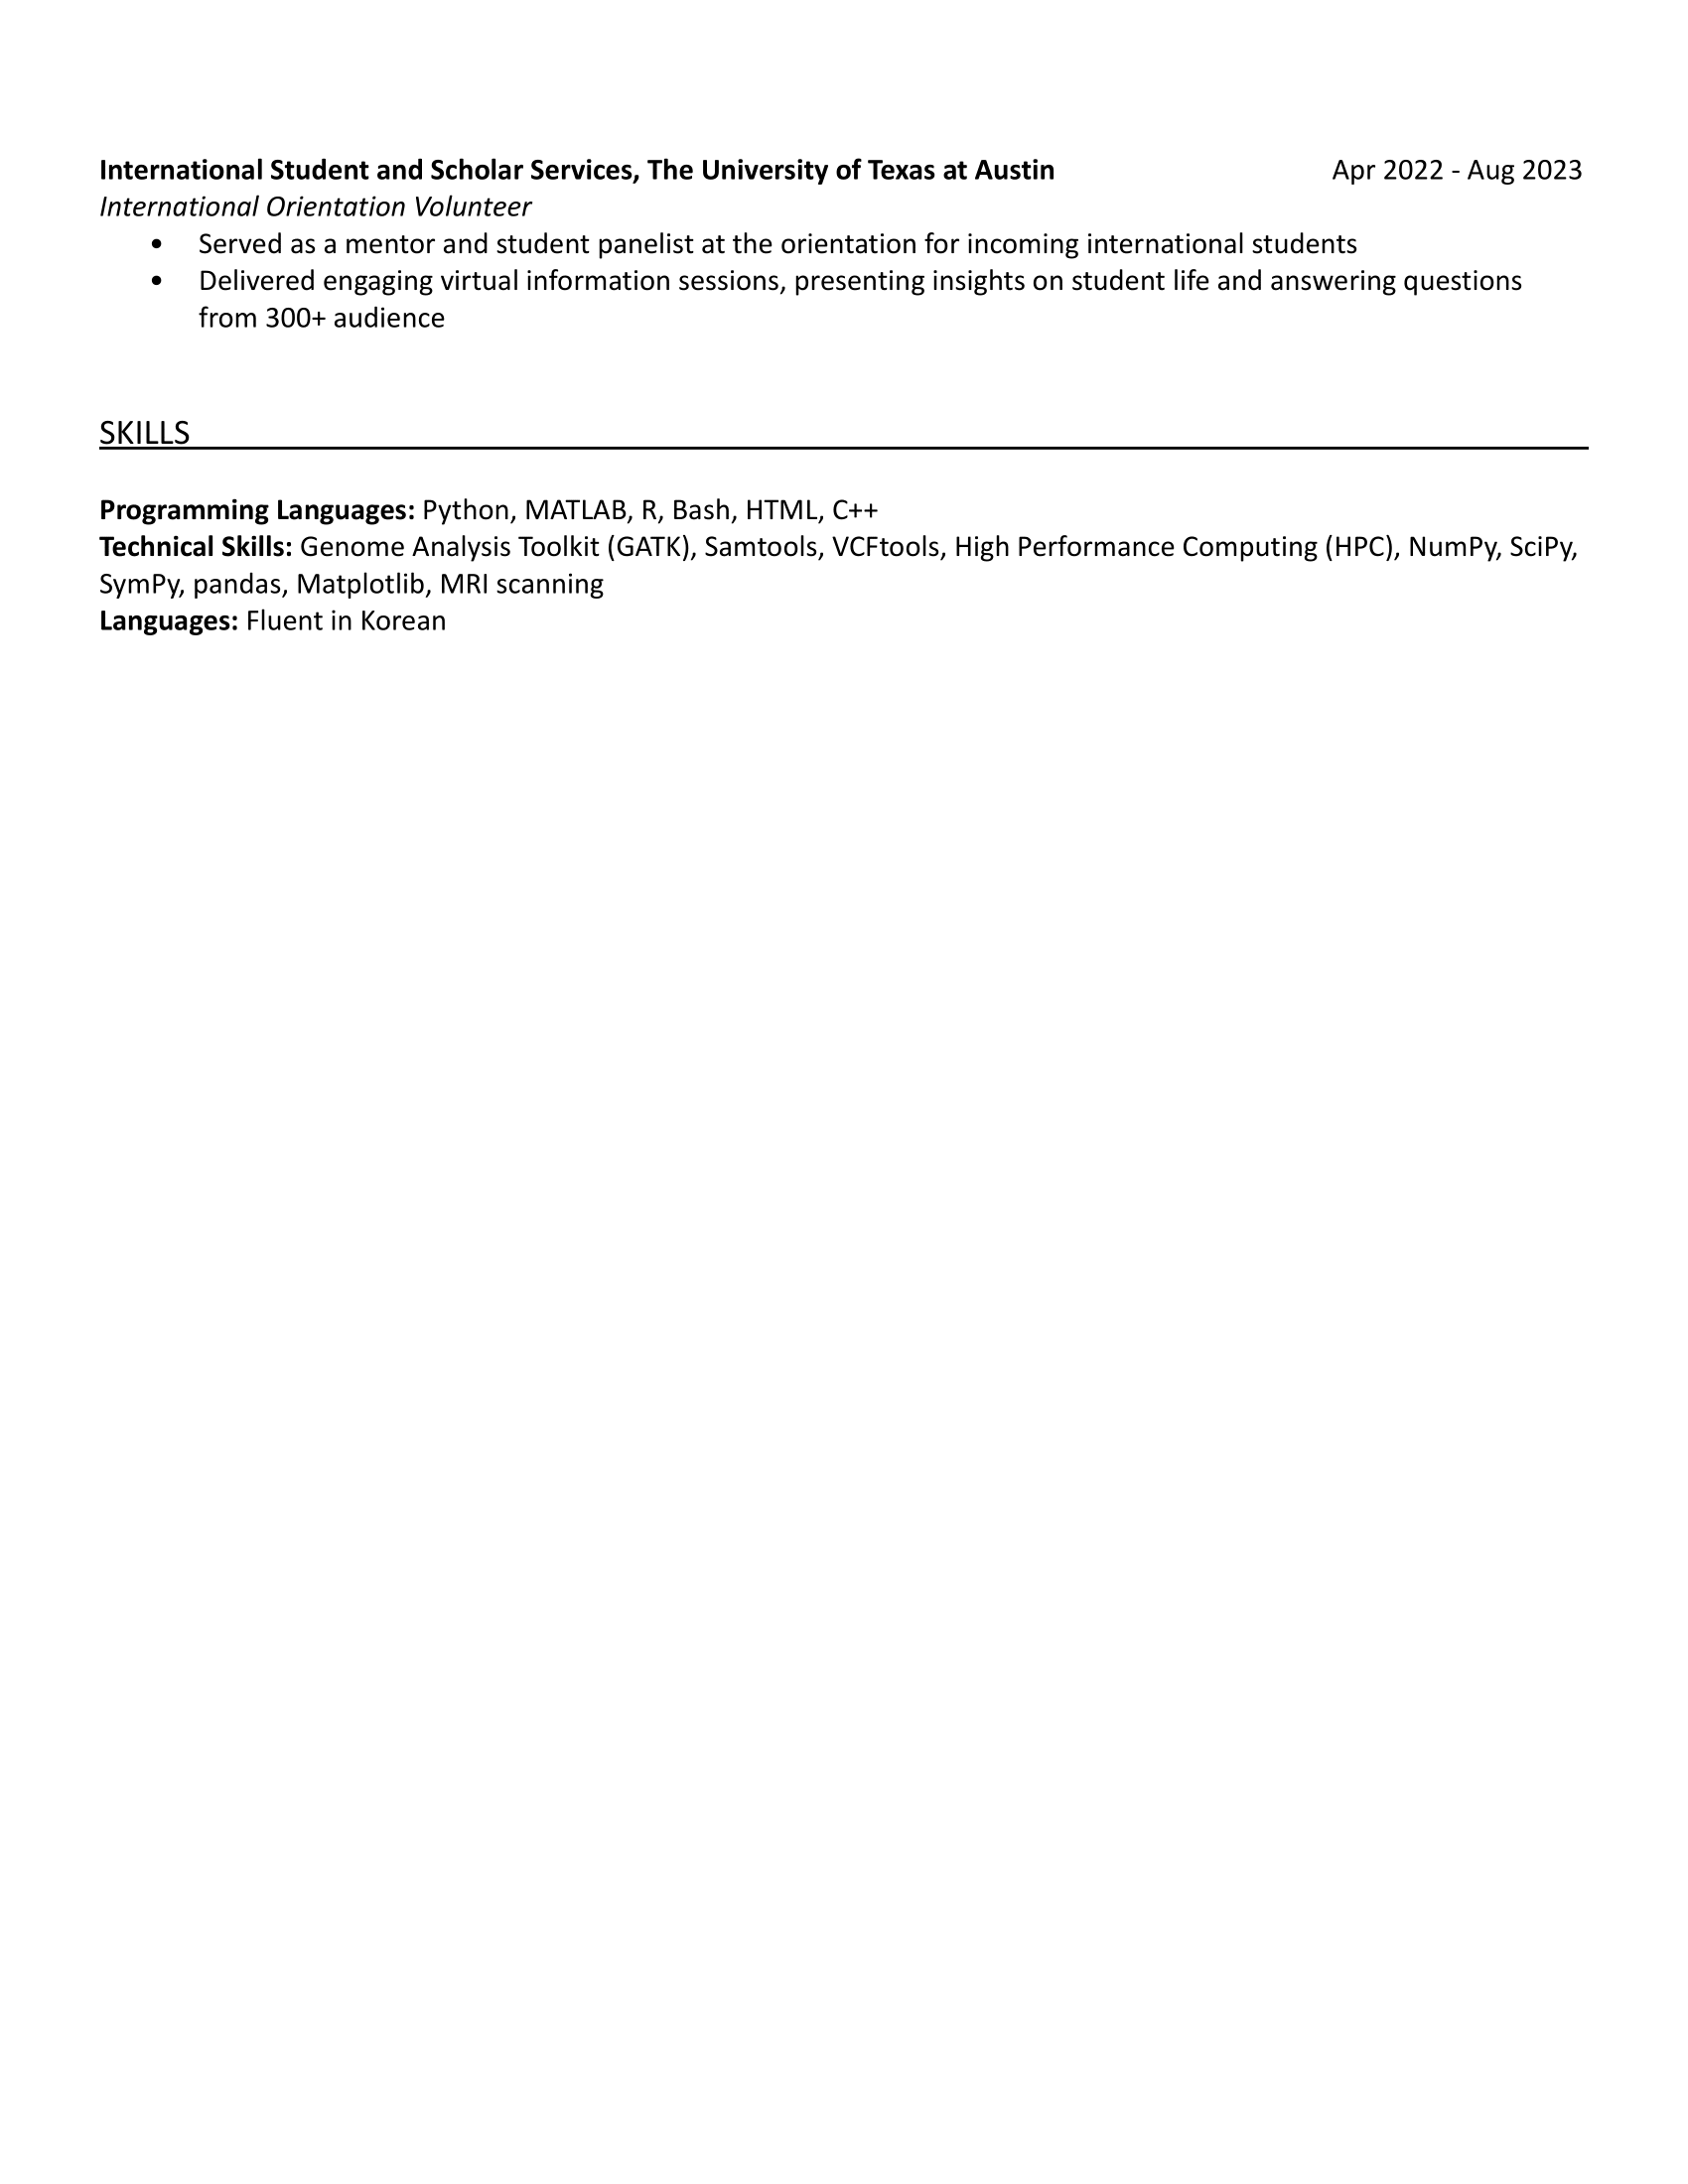 International Student and Scholar Services, The University of Texas at Austin Apr 2022 - Aug 2023
International Orientation Volunteer
• Served as a mentor and student panelist at the orientation for incoming international students
• Delivered engaging virtual information sessions, presenting insights on student life and answering questions
from 300+ audience
SKILLS
Programming Languages: Python, MATLAB, R, Bash, HTML, C++
Technical Skills: Genome Analysis Toolkit (GATK), Samtools, VCFtools, High Performance Computing (HPC), NumPy, SciPy,
SymPy, pandas, Matplotlib, MRI scanning
Languages: Fluent in Korean